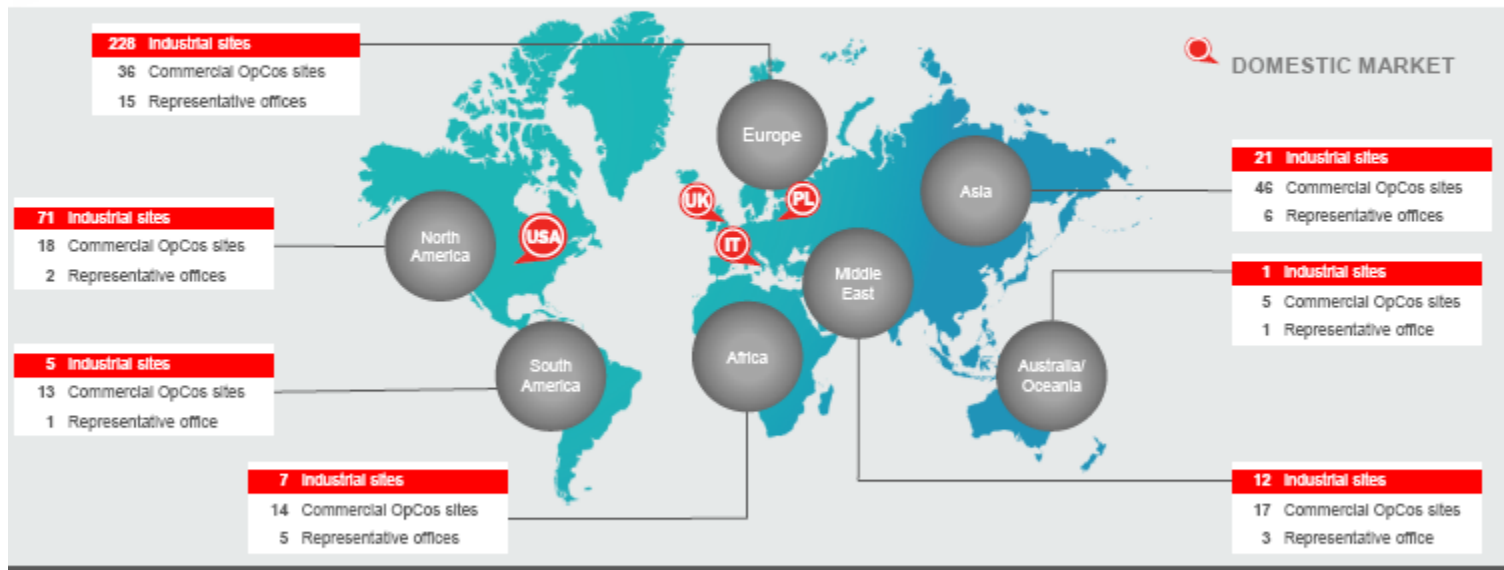 228 Industrial sites
36 Commercial OpCos sites
15 Representative offices
DOMESTIC MARKET
Europe
21 Industrial sites
46 Commercial OpCos sites
6 Representative offices
Asia
UK
PL
IT
USA
71 Industrial sites
18 Commercial OpCos sites
2 Representative offices
North
America
Middle
East
1 Industrial sites
5 Commercial OpCos sites
1 Representative office
5 Industrial sites
13 Commercial OpCos sites
1 Representative office
South
America
Africa
Australia/
Oceania
7 Industrial sites
14 Commercial OpCos sites
5 Representative offices
12 Industrial sites
17 Commercial OpCos sites
3 Representative office